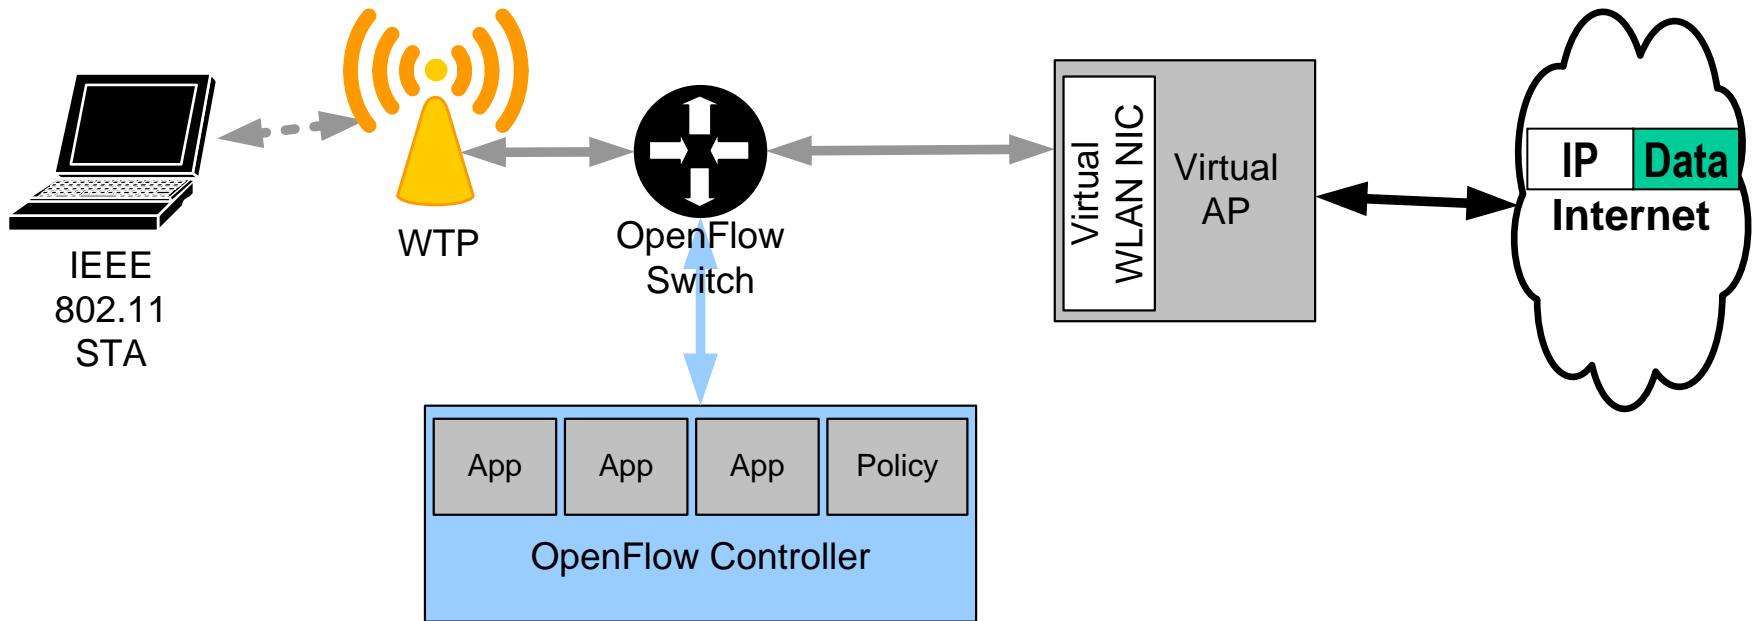 IEEE
802.11
STA
WTP
OpenFlow
Switch
Virtual
WLAN NIC
Virtual
AP
IP
Data
Internet
App
App
App
Policy
OpenFlow Controller